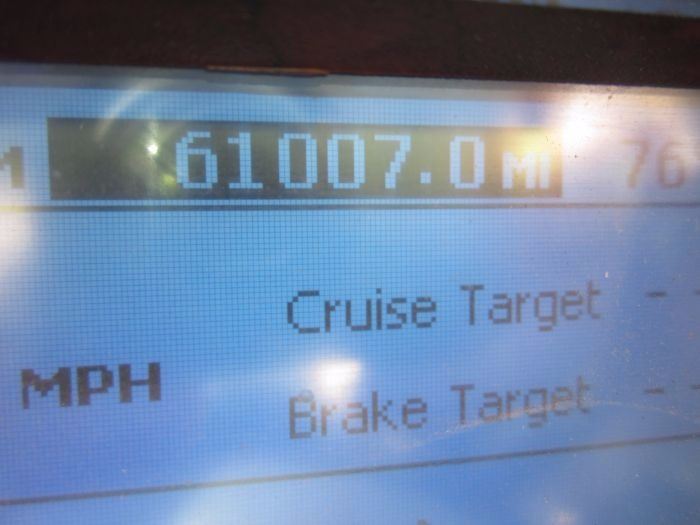 M 61007.0 MI 76
Cruise Target --
MPH
Brake Target --